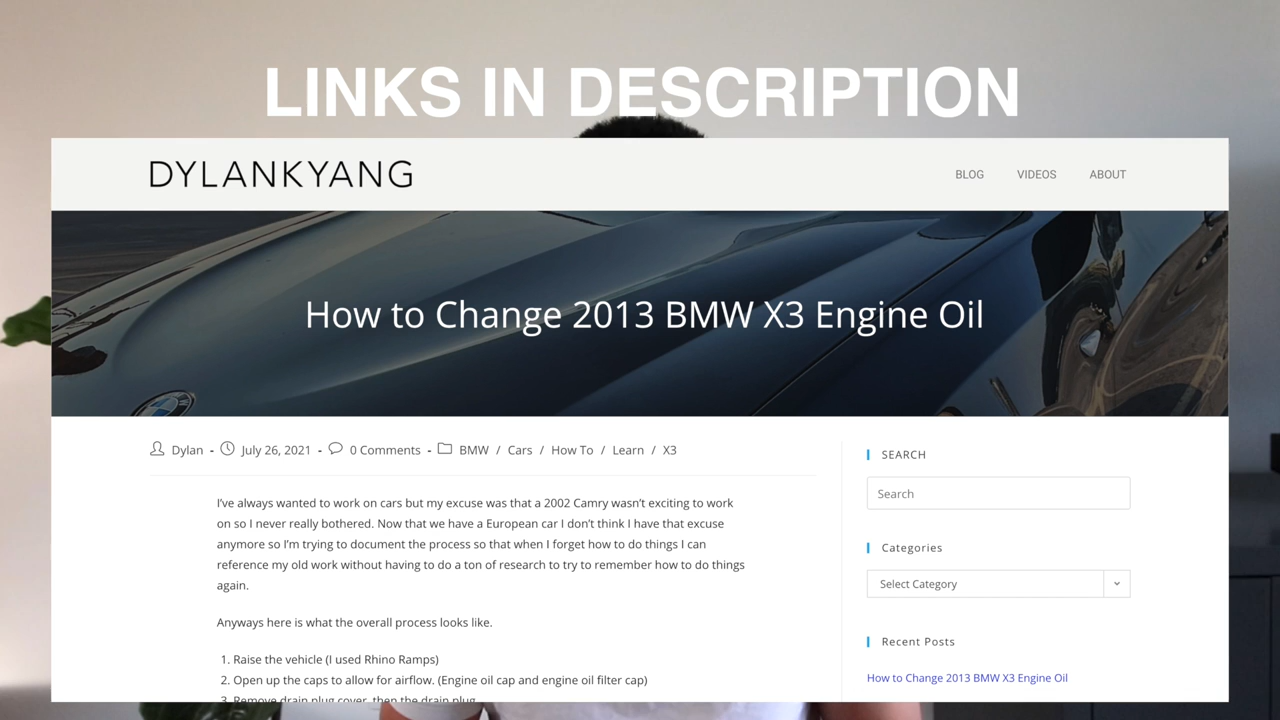 LINKS IN DESCRIPTION
DYLANKYANG
BLOG VIDEOS ABOUT
How to Change 2013 BMW X3 Engine Oil
Dylan - July 26, 2021 - 0 Comments - BMW / Cars / How To / Learn / X3
I've always wanted to work on cars but my excuse was that a 2002 Camry wasn't exciting to work
on so I never really bothered. Now that we have a European car I don't think I have that excuse
anymore so I'm trying to document the process so that when I forget how to do things I can
reference my old work without having to do a ton of research to try to remember how to do things
again.
Anyways here is what the overall process looks like.
1. Raise the vehicle (I used Rhino Ramps)
2. Open up the caps to allow for airflow. (Engine oil cap and engine oil filter cap)
3. Remove drain plug cover, then the drain plug
SEARCH
Search
Categories
Select Category
Recent Posts
How to Change 2013 BMW X3 Engine Oil